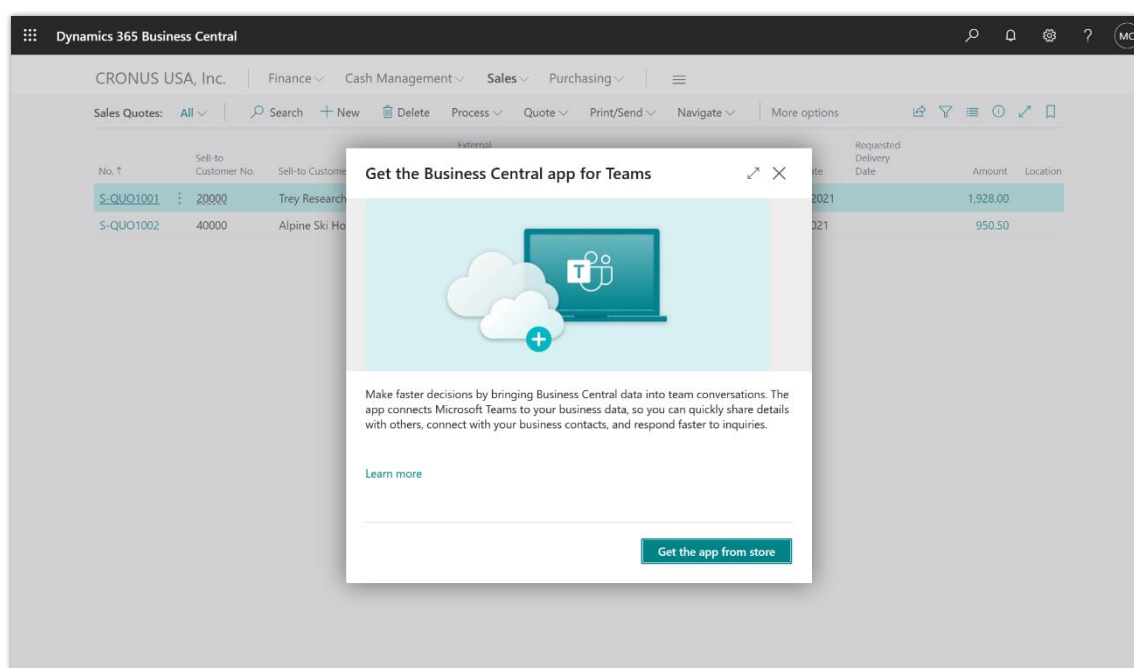 Dynamics 365 Business Central
?
MC
CRONUS USA, Inc.
Finance
Cash Management
Sales
Purchasing
Sales Quotes:
All
Search
New
Delete
Process
Quote
Print/Send
Navigate
More options
No. ↑
Sell-to
Customer No.
Sell-to Custome
External
te
Requested
Delivery
Date
Amount
Location
S-QUO1001
20000
Trey Research
2021
1,928.00
S-QUO1002
40000
Alpine Ski Ho
021
950.50
Get the Business Central app for Teams
T
Make faster decisions by bringing Business Central data into team conversations. The
app connects Microsoft Teams to your business data, so you can quickly share details
with others, connect with your business contacts, and respond faster to inquiries.
Learn more
Get the app from store